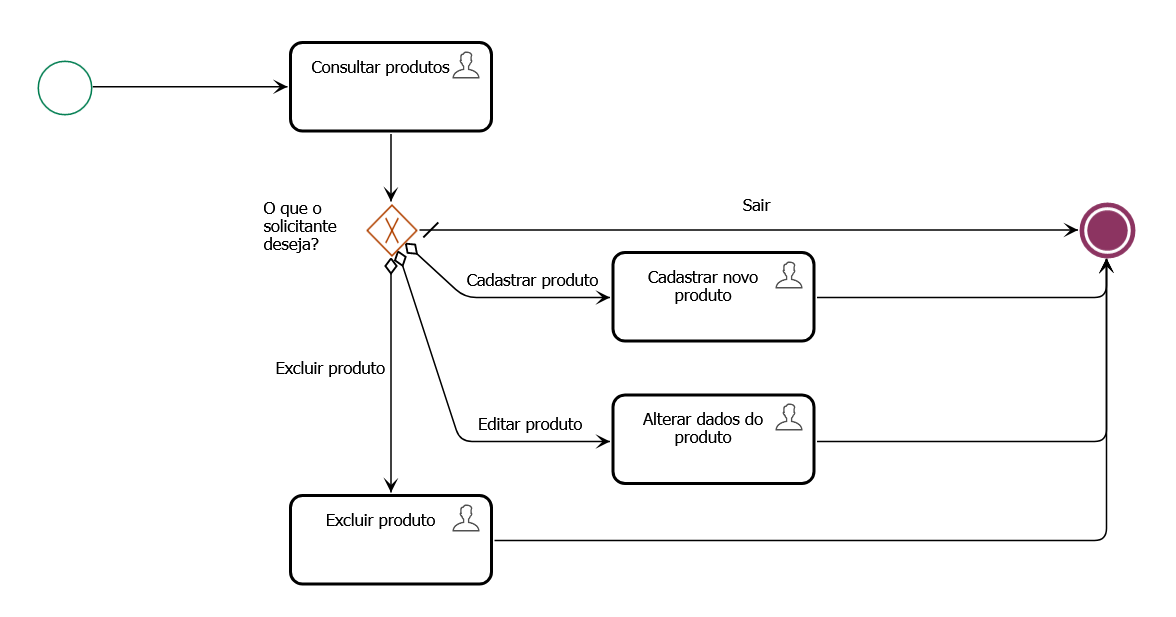 Consultar produtos
O que o
solicitante
deseja?
Sair
Cadastrar produto
Cadastrar novo
produto
Excluir produto
Editar produto
Alterar dados do
produto
Excluir produto